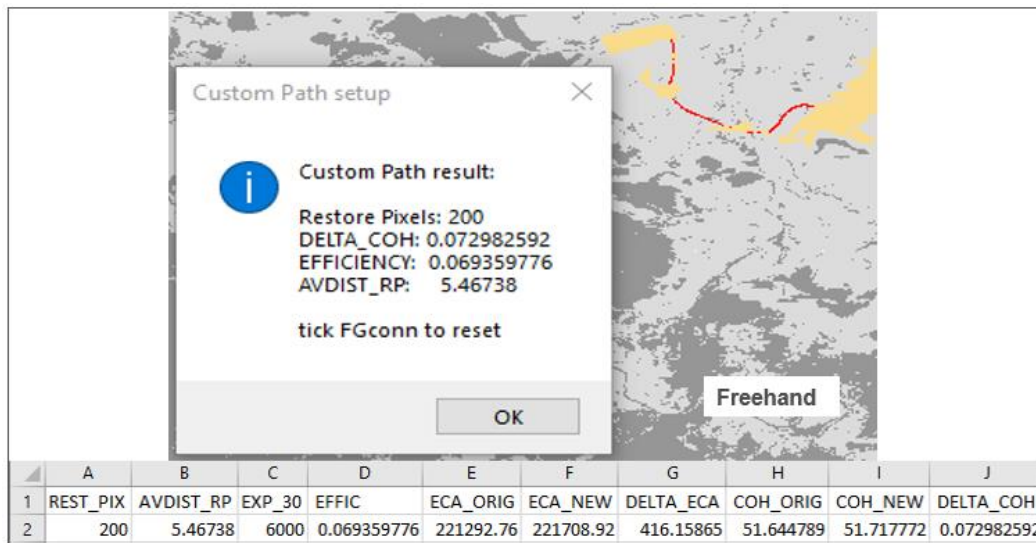 Custom Path setup
Custom Path result:
Restore Pixels: 200
DELTA_COH: 0.072982592
EFFICIENCY: 0.069359776
AVDIST_RP: 5.46738
tick FGconn to reset
OK
Freehand
A B C D E F G H I J
1 REST_PIX AVDIST_RP EXP_30 EFFIC ECA_ORIG ECA_NEW DELTA_ECA COH_ORIG COH_NEW DELTA_COH
2 200 5.46738 6000 0.069359776 221292.76 221708.92 416.15865 51.644789 51.717772 0.072982592